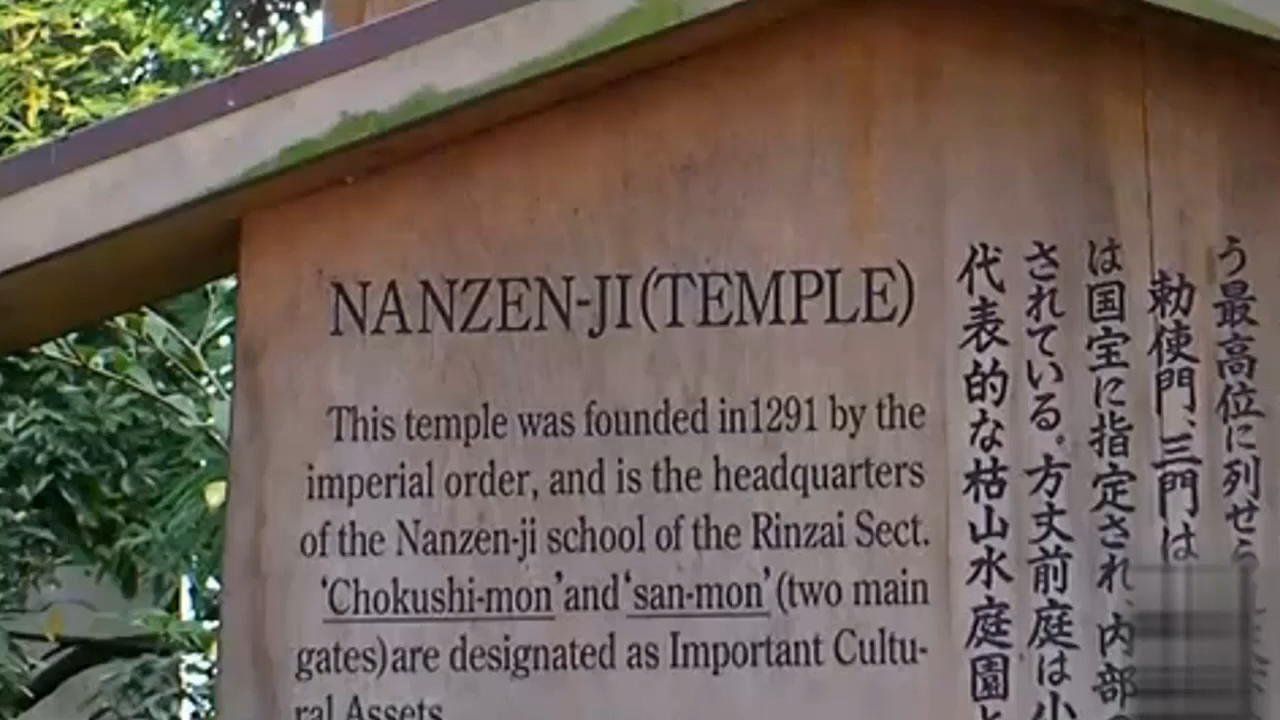 NANZEN-JI(TEMPLE)
This temple was founded in1291 by the
imperial order, and is the headquarters
of the Nanzen-ji school of the Rinzai Sect.
‘Chokushi-mon’and‘san-mon’(two main
gates)are designated as Important Cultu-
ral Assets
う最高位に列せら
勅使門、三門は
は国宝に指定され、内部
されている。方丈前庭は小
代表的な枯山水庭園と